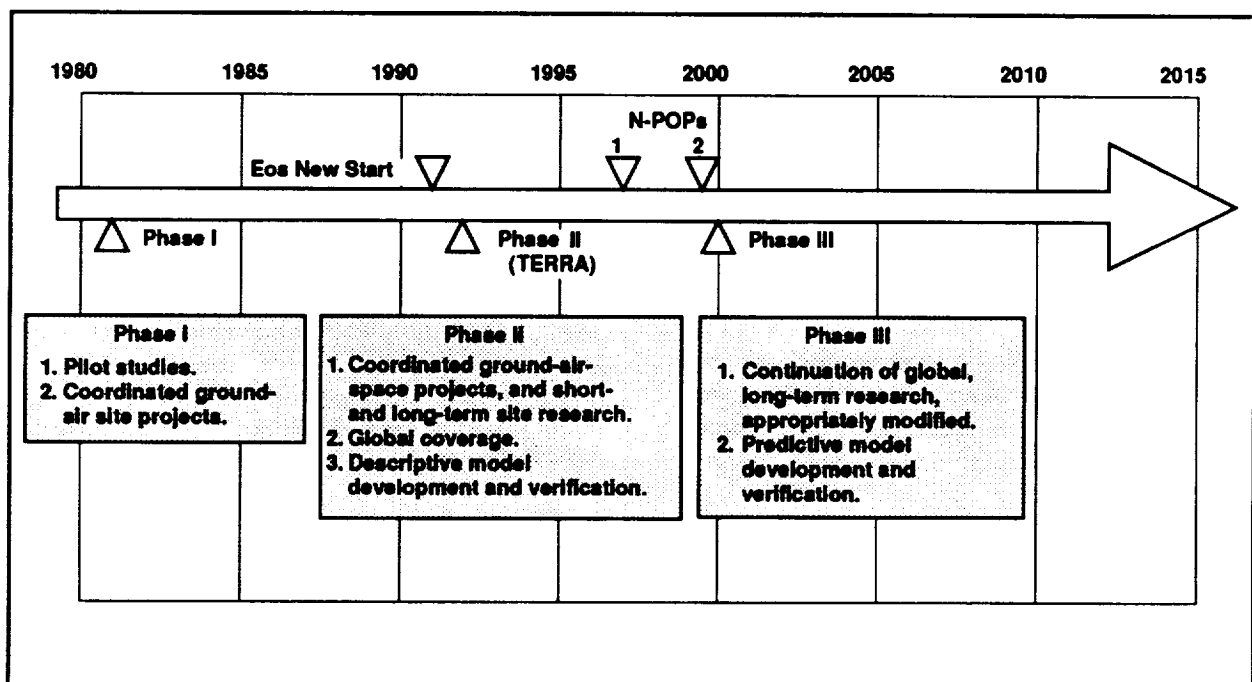 1980 1985 1990 1995 2000 2005 2010 2015
N-POPs
1 2
Eos New Start
Phase I
Phase II
(TERRA)
Phase III
Phase I
1. Pilot studies.
2. Coordinated ground-
air site projects.
Phase II
1. Coordinated ground-air-
space projects, and short-
and long-term site research.
2. Global coverage.
3. Descriptive model
development and verification.
Phase III
1. Continuation of global,
long-term research,
appropriately modified.
2. Predictive model
development and
verification.